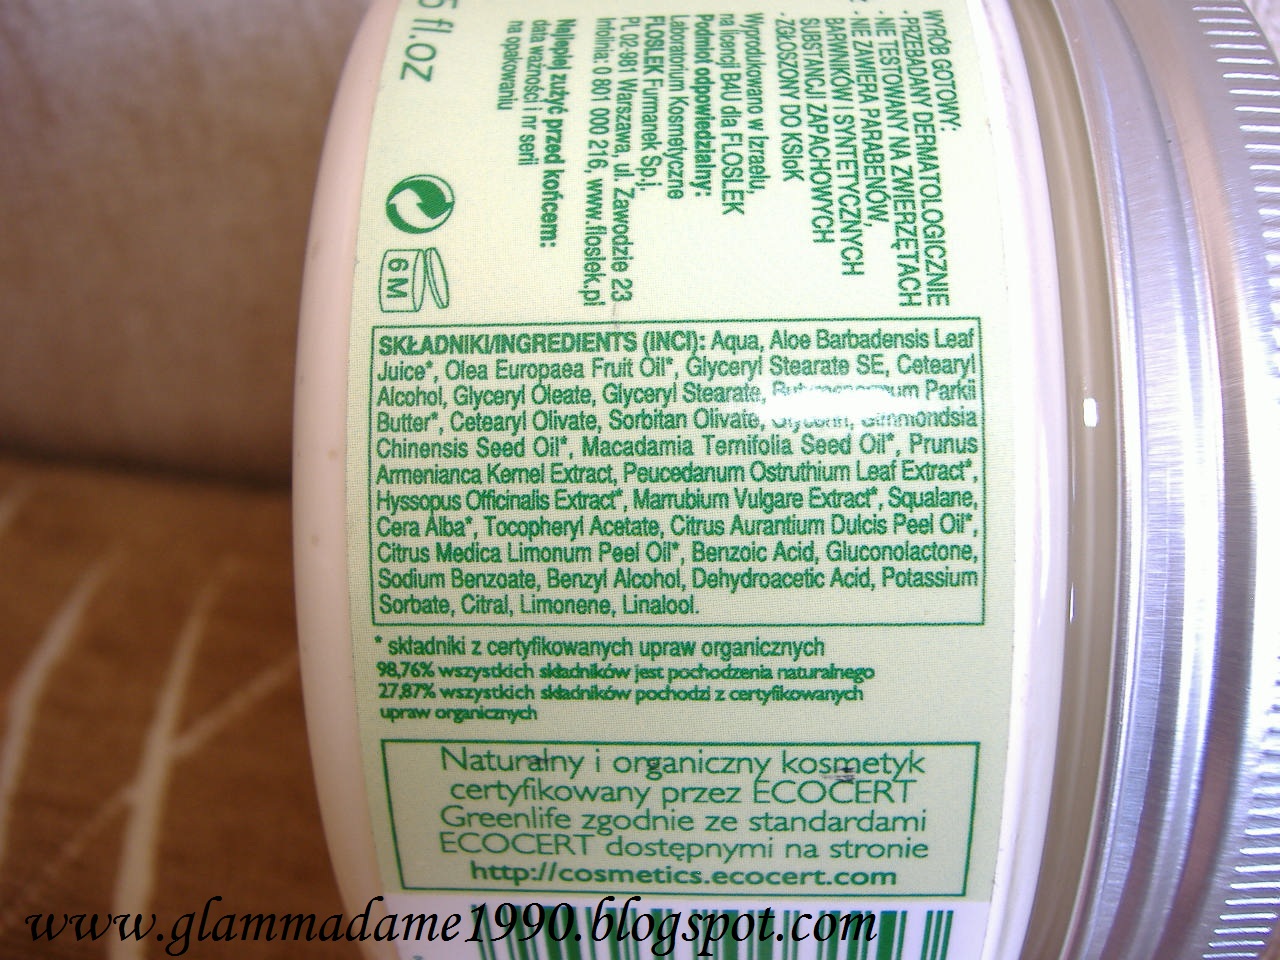 5 fl.oz
WYRÓB GOTOWY:
· PRZEBADANY DERMATOLOGICZNIE
· NIE TESTOWANY NA ZWIERZĘTACH
· NIE ZAWIERA PARABENÓW,
BARWNIKÓW SYNTETYCZNYCH
SUBSTANCJI ZAPACHOWYCH
· ZGŁOSZONY DO KSIoK
Wyprodukowano w Izraelu,
na licencji BAU dla FLOSLEK
Podmiot odpowiedzialny:
Laboratorium Kosmetyczne
FLOSLEK Furmanek Sp.j.
PL 02-981 Warszawa, ul. Zawodzie 23
Infolinia: 0 801 000 216, www.floslek.pl
Najlepiej zużyć przed końcem:
data ważności i nr serii
na opakowaniu
6 M
SKŁADNIKI/INGREDIENTS (INCI): Aqua, Aloe Barbadensis Leaf
Juice*, Olea Europaea Fruit Oil*, Glyceryl Stearate SE, Cetearyl
Alcohol, Glyceryl Oleate, Glyceryl Stearate, Butyrospermum Parkii
Butter*, Cetearyl Olivate, Sorbitan Olivate, Glycerin, Simmondsia
Chinensis Seed Oil*, Macadamia Ternifolia Seed Oil*, Prunus
Armenianca Kernel Extract, Peucedanum Ostruthium Leaf Extract*,
Hyssopus Officinalis Extract*, Marrubium Vulgare Extract*, Squalane,
Cera Alba*, Tocopheryl Acetate, Citrus Aurantium Dulcis Peel Oil*,
Citrus Medica Limonum Peel Oil*, Benzoic Acid, Gluconolactone,
Sodium Benzoate, Benzyl Alcohol, Dehydroacetic Acid, Potassium
Sorbate, Citral, Limonene, Linalool.
* składniki z certyfikowanych upraw organicznych
98,76% wszystkich składników jest pochodzenia naturalnego
27,87% wszystkich składników pochodzi z certyfikowanych
upraw organicznych
Naturalny i organiczny kosmetyk
certyfikowany przez ECOCERT
Greenlife zgodnie ze standardami
ECOCERT dostępnymi na stronie
http://cosmetics.ecocert.com
www.glammadame1990.blogspot.com